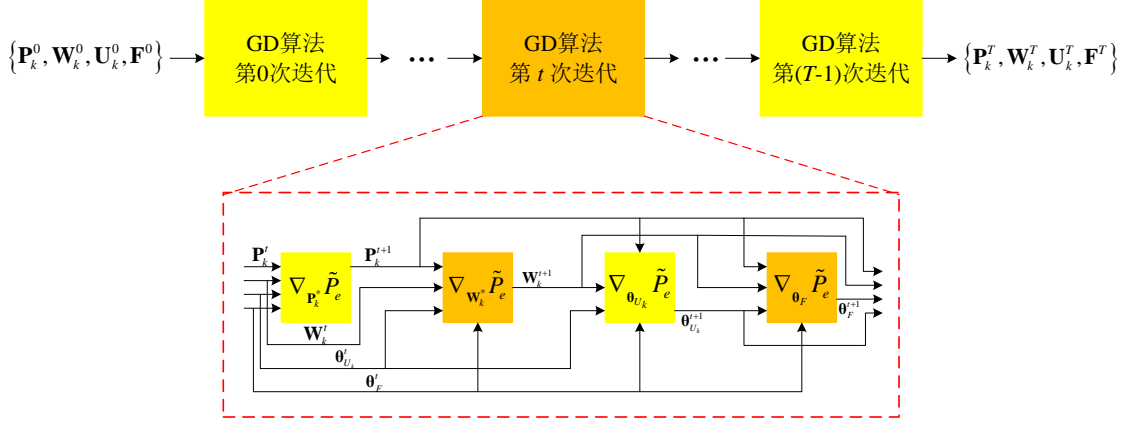 {P_k^0, W_k^0, U_k^0, F^0}
GD算法
第0次迭代
...
GD算法
第 t 次迭代
...
GD算法
第(T-1)次迭代
{P_k^T, W_k^T, U_k^T, F^T}
P_k^t
∇_{P_k^*} P̃_e
P_k^{t+1}
∇_{W_k^*} P̃_e
W_k^{t+1}
∇_{θ_{U_k}} P̃_e
∇_{θ_F} P̃_e
θ_F^{t+1}
W_k^t
θ_{U_k}^{t+1}
θ_{U_k}^t
θ_F^t